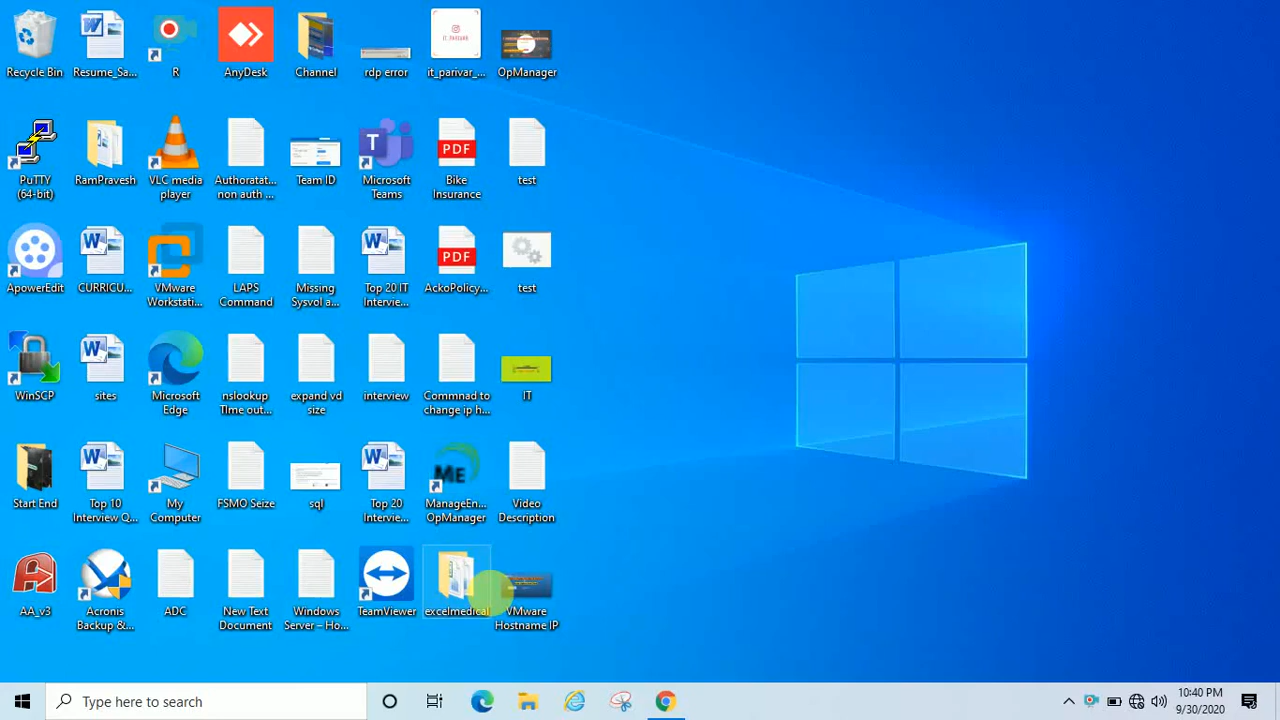 Recycle Bin
Resume_Sa...
R
AnyDesk
Channel
rdp error
it_parivar_...
OpManager
PuTTY
(64-bit)
RamPravesh
VLC media
player
Authoratat...
non auth ...
Team ID
T
Microsoft
Teams
PDF
Bike
Insurance
test
ApowerEdit
CURRICU...
VMware
Workstati...
LAPS
Command
Missing
Sysvol a...
Top 20 IT
Intervie...
PDF
AckoPolicy...
test
WinSCP
sites
Microsoft
Edge
nslookup
TIme out...
expand vd
size
interview
Commnad to
change ip h...
IT
Start End
Top 10
Interview Q...
My
Computer
FSMO Seize
sql
Top 20
Intervie...
ME
ManageEn...
OpManager
Video
Description
AA_v3
Acronis
Backup &...
ADC
New Text
Document
Windows
Server – Ho...
TeamViewer
excelmedical
VMware
Hostname IP
Type here to search
10:40 PM
9/30/2020